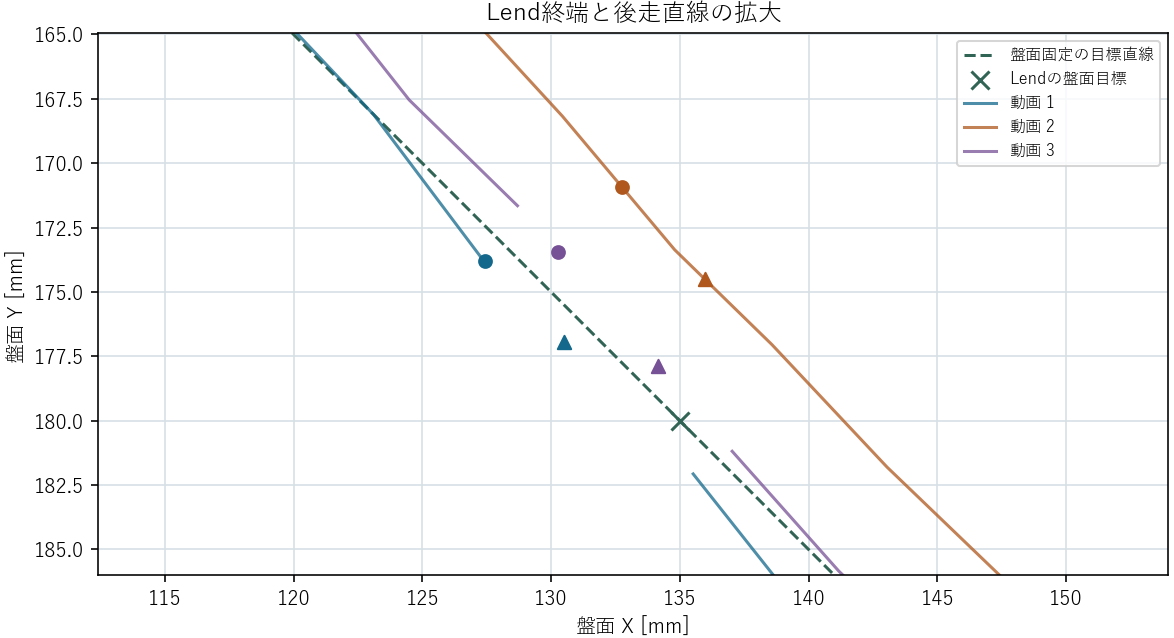 Lend終端と後走直線の拡大
165.0
167.5
170.0
172.5
175.0
177.5
180.0
182.5
185.0
盤面 Y [mm]
盤面固定の目標直線
Lendの盤面目標
動画 1
動画 2
動画 3
115
120
125
130
135
140
145
150
盤面 X [mm]